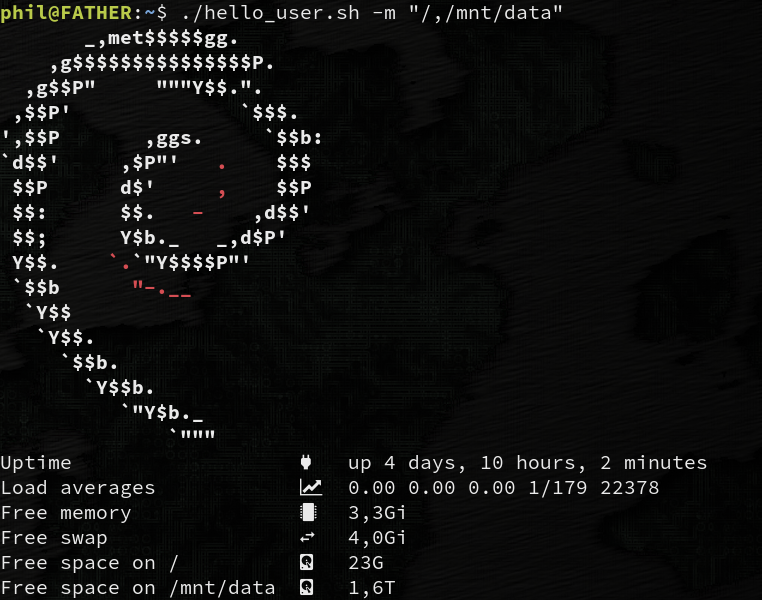 phil@FATHER:~$ ./hello_user.sh -m "/,/mnt/data"
       _,met$$$$$gg.
    ,g$$$$$$$$$$$$$$$P.
  ,g$$P"     """Y$$.".
 ,$$P'              `$$$.
',$$P       ,ggs.     `$$b:
`d$$'     ,$P"'   .    $$$
 $$P      d$'     ,    $$P
 $$:      $$.   -    ,d$$'
 $$;      Y$b._   _,d$P'
 Y$$.    `.`"Y$$$$P"'
 `$$b      "-.__
  `Y$$
   `Y$$.
     `$$b.
       `Y$$b.
          `"Y$b._
              `"""
Uptime up 4 days, 10 hours, 2 minutes
Load averages 0.00 0.00 0.00 1/179 22378
Free memory 3,3Gi
Free swap 4,0Gi
Free space on / 23G
Free space on /mnt/data 1,6T